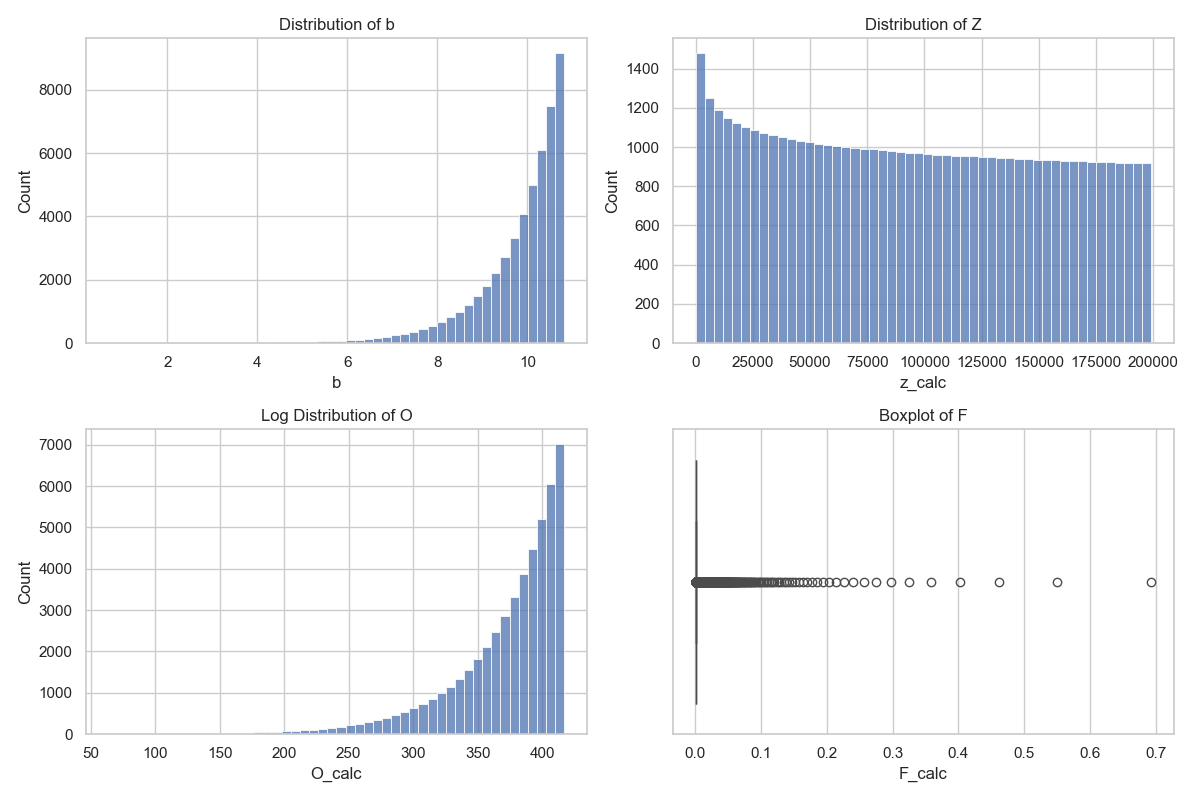 Distribution of b
8000
6000
4000
2000
0
Count
2 4 6 8 10
b
Distribution of Z
1400
1200
1000
800
600
400
200
0
Count
0 25000 50000 75000 100000 125000 150000 175000 200000
z_calc
Log Distribution of O
7000
6000
5000
4000
3000
2000
1000
0
Count
50 100 150 200 250 300 350 400
O_calc
Boxplot of F
0.0 0.1 0.2 0.3 0.4 0.5 0.6 0.7
F_calc